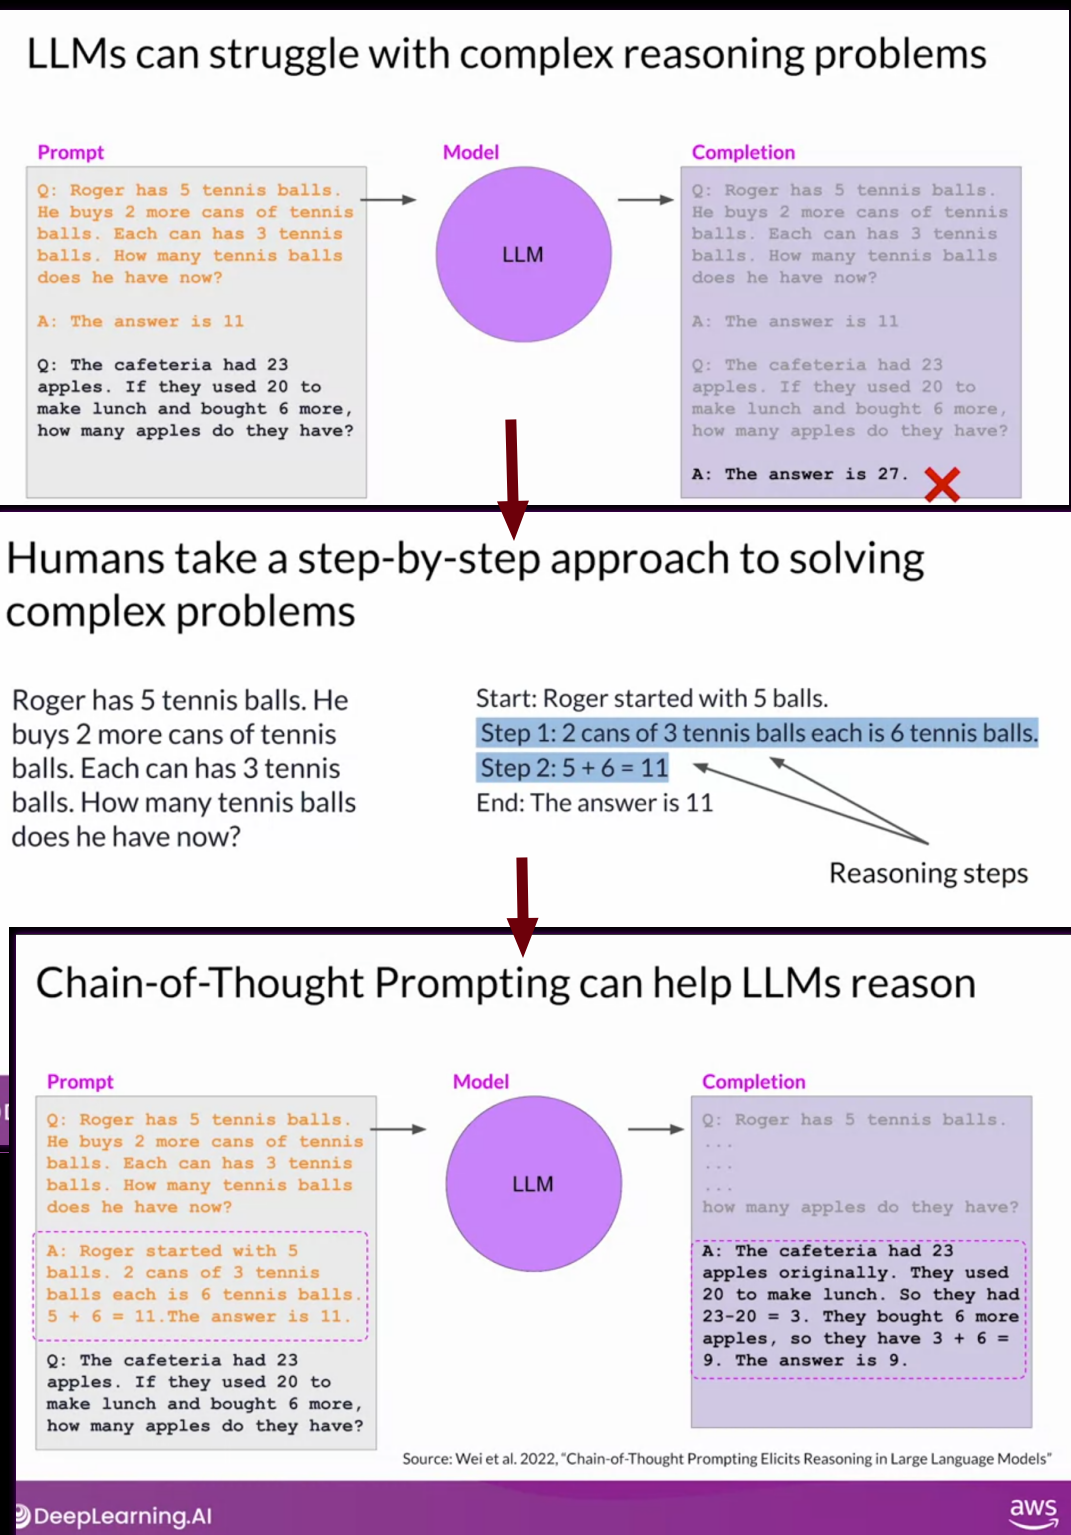 LLMs can struggle with complex reasoning problems
Prompt
Q: Roger has 5 tennis balls.
He buys 2 more cans of tennis
balls. Each can has 3 tennis
balls. How many tennis balls
does he have now?
A: The answer is 11
Q: The cafeteria had 23
apples. If they used 20 to
make lunch and bought 6 more,
how many apples do they have?
Model
LLM
Completion
Q: Roger has 5 tennis balls.
He buys 2 more cans of tennis
balls. Each can has 3 tennis
balls. How many tennis balls
does he have now?
A: The answer is 11
Q: The cafeteria had 23
apples. If they used 20 to
make lunch and bought 6 more,
how many apples do they have?
A: The answer is 27.
Humans take a step-by-step approach to solving
complex problems
Roger has 5 tennis balls. He
buys 2 more cans of tennis
balls. Each can has 3 tennis
balls. How many tennis balls
does he have now?
Start: Roger started with 5 balls.
Step 1: 2 cans of 3 tennis balls each is 6 tennis balls.
Step 2: 5 + 6 = 11
End: The answer is 11
Reasoning steps
Chain-of-Thought Prompting can help LLMs reason
Prompt
Q: Roger has 5 tennis balls.
He buys 2 more cans of tennis
balls. Each can has 3 tennis
balls. How many tennis balls
does he have now?
A: Roger started with 5
balls. 2 cans of 3 tennis
balls each is 6 tennis balls.
5 + 6 = 11.The answer is 11.
Q: The cafeteria had 23
apples. If they used 20 to
make lunch and bought 6 more,
how many apples do they have?
Model
LLM
Completion
Q: Roger has 5 tennis balls.
...
...
...
how many apples do they have?
A: The cafeteria had 23
apples originally. They used
20 to make lunch. So they had
23-20 = 3. They bought 6 more
apples, so they have 3 + 6 =
9. The answer is 9.
Source: Wei et al. 2022, "Chain-of-Thought Prompting Elicits Reasoning in Large Language Models"
DeepLearning.AI
aws